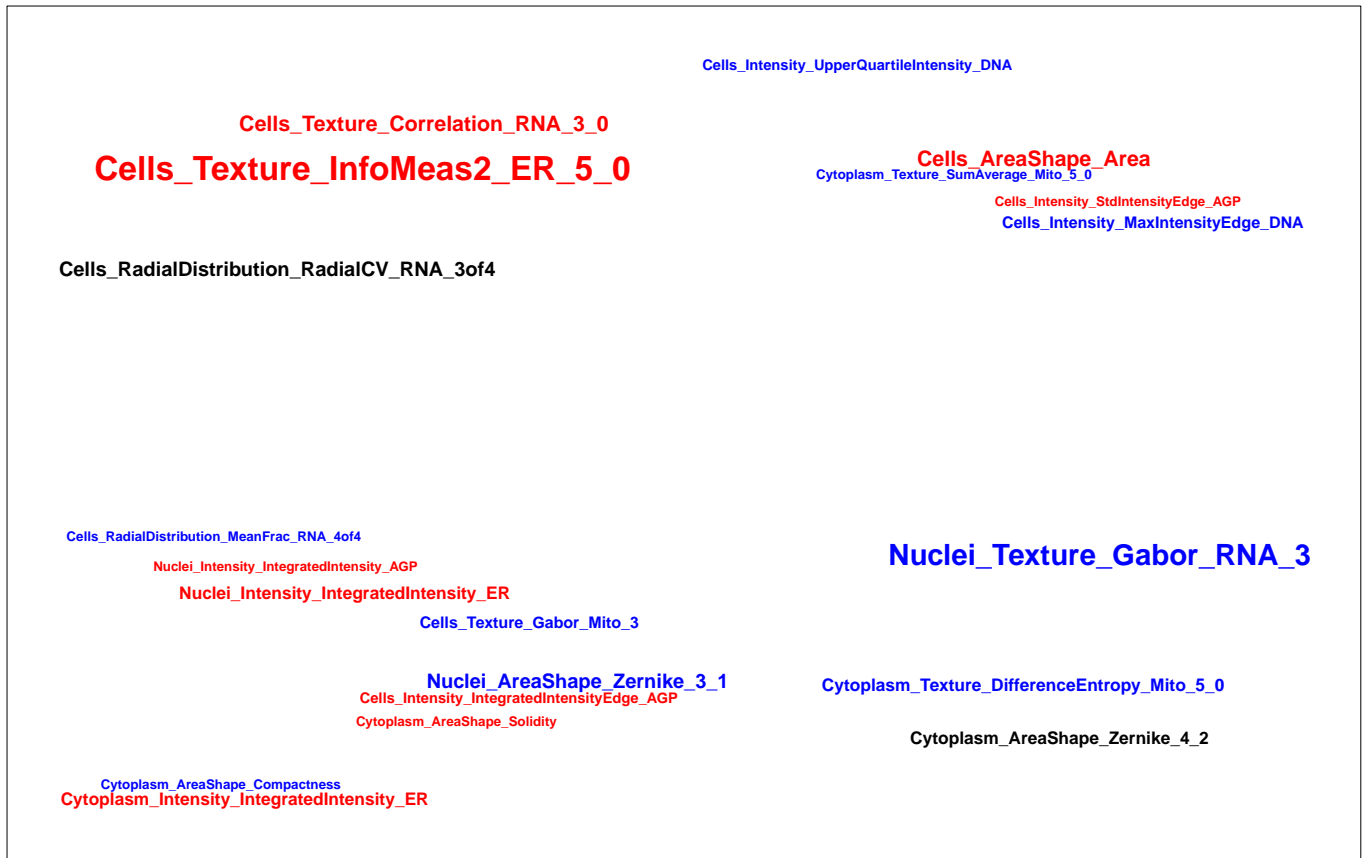 Cells_Intensity_UpperQuartileIntensity_DNA
Cells_Texture_Correlation_RNA_3_0
Cells_Texture_InfoMeas2_ER_5_0
Cells_AreaShape_Area
Cytoplasm_Texture_SumAverage_Mito_5_0
Cells_Intensity_StdIntensityEdge_AGP
Cells_Intensity_MaxIntensityEdge_DNA
Cells_RadialDistribution_RadialCV_RNA_3of4
Cells_RadialDistribution_MeanFrac_RNA_4of4
Nuclei_Texture_Gabor_RNA_3
Nuclei_Intensity_IntegratedIntensity_AGP
Nuclei_Intensity_IntegratedIntensity_ER
Cells_Texture_Gabor_Mito_3
Nuclei_AreaShape_Zernike_3_1
Cytoplasm_Texture_DifferenceEntropy_Mito_5_0
Cells_Intensity_IntegratedIntensityEdge_AGP
Cytoplasm_AreaShape_Solidity
Cytoplasm_AreaShape_Zernike_4_2
Cytoplasm_AreaShape_Compactness
Cytoplasm_Intensity_IntegratedIntensity_ER